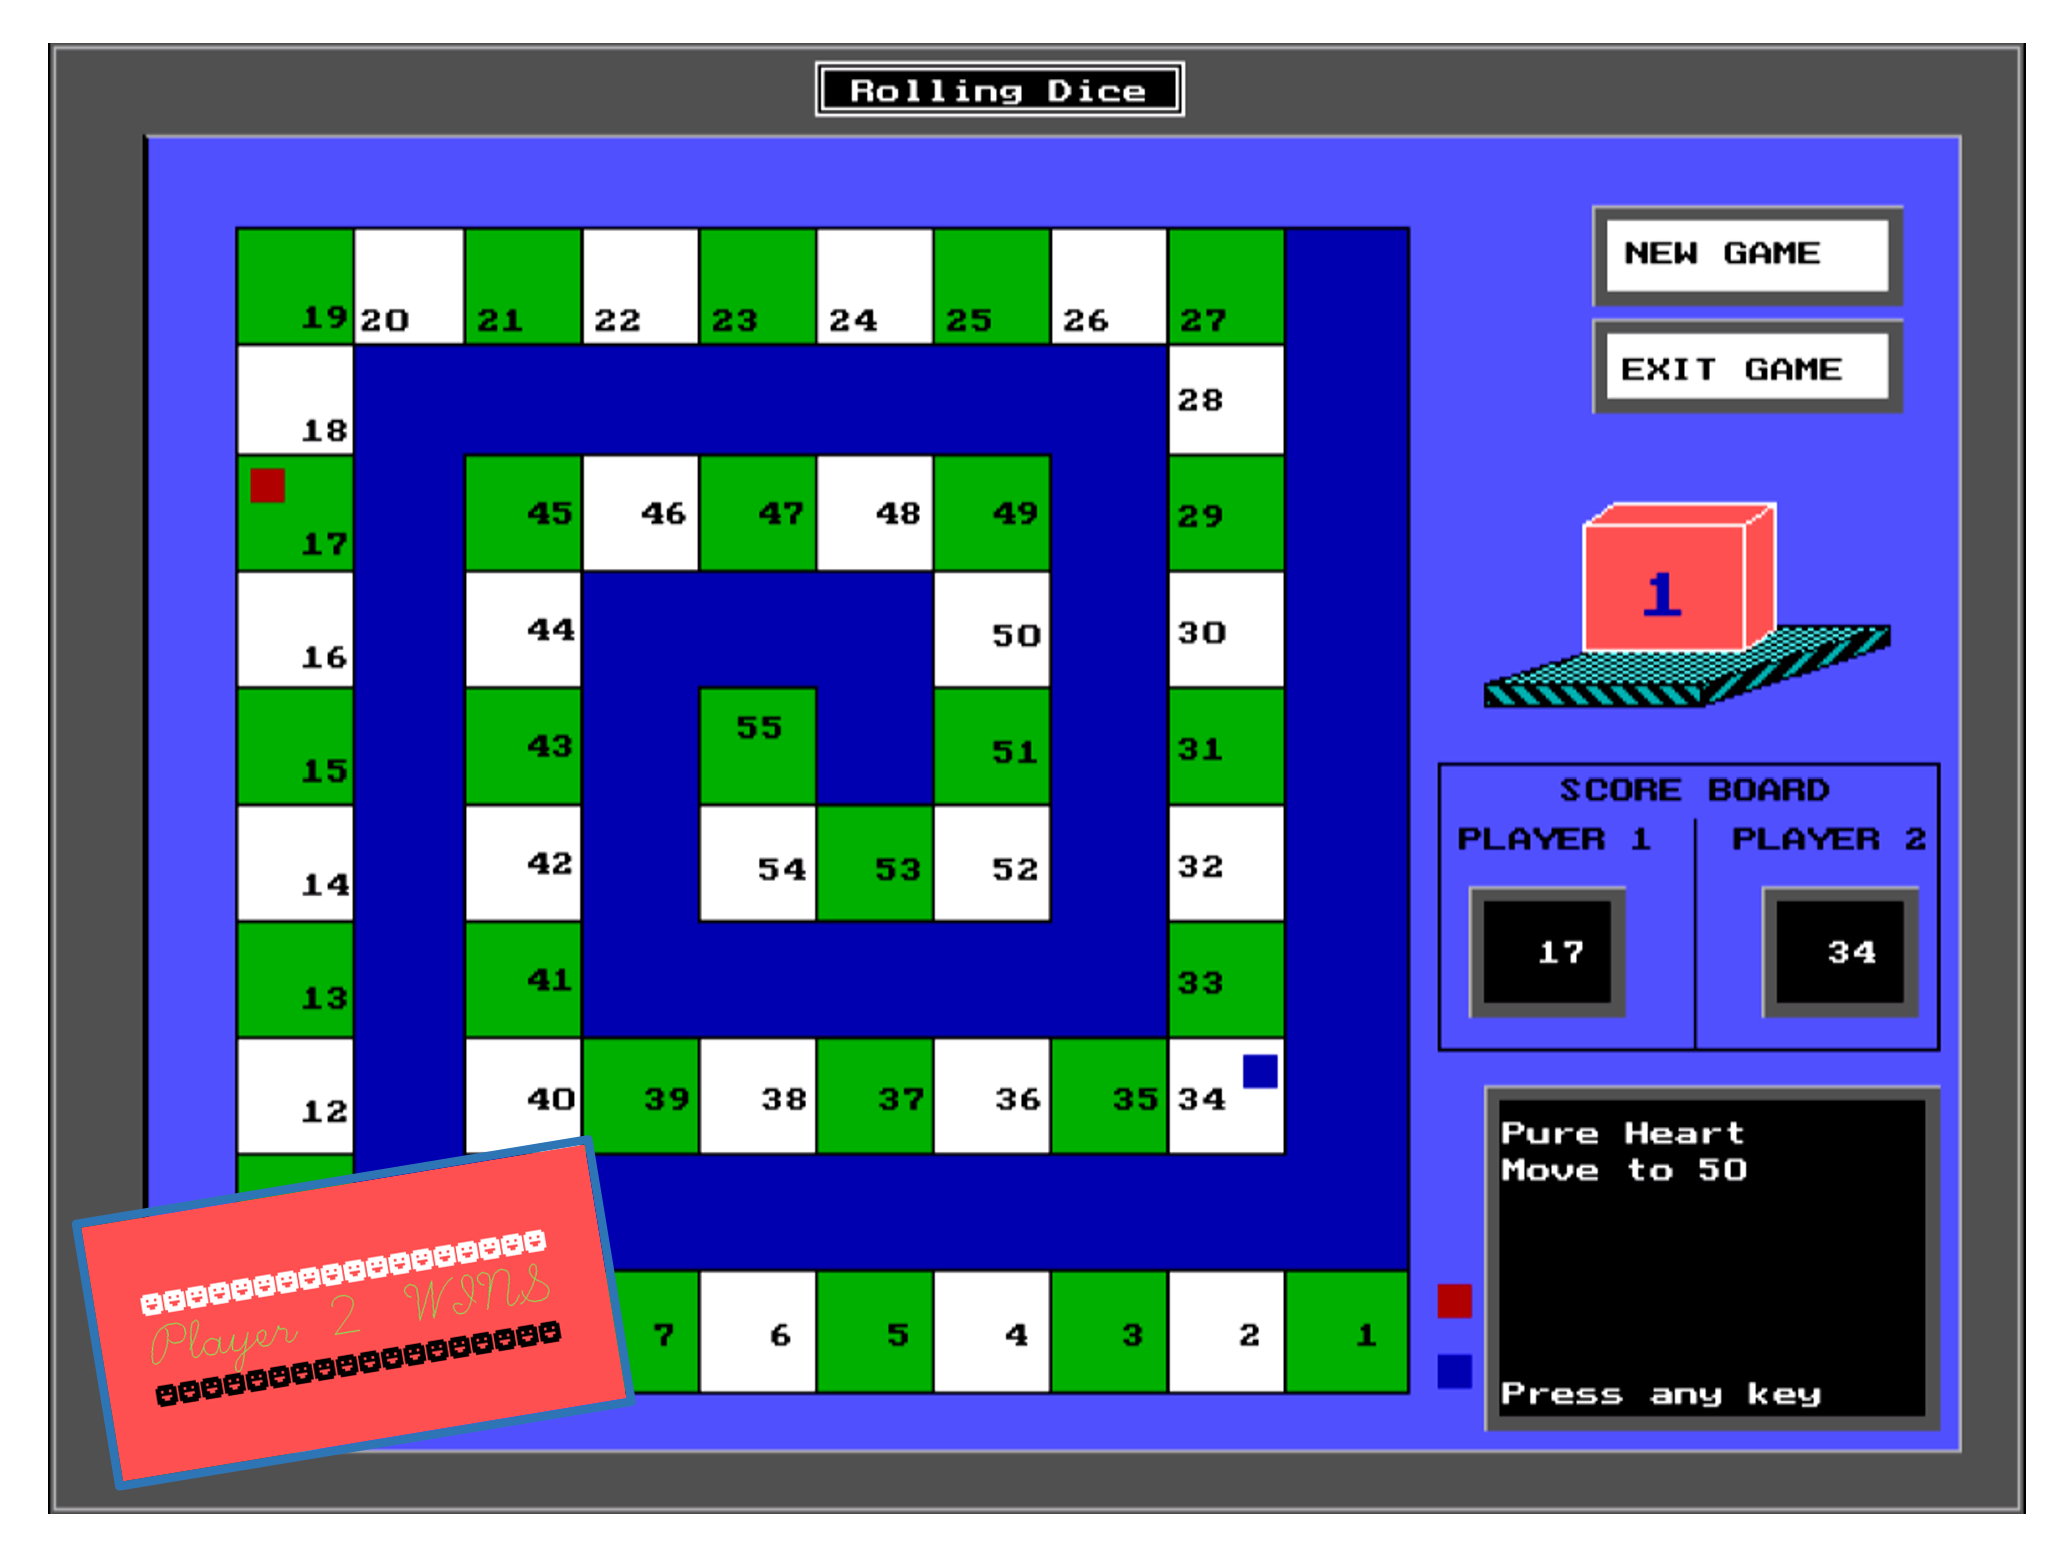 Rolling Dice
NEW GAME
EXIT GAME
19 20 21 22 23 24 25 26 27
18 28
17 45 46 47 48 49 29
16 44 50 30
15 43 55 51 31
14 42 54 53 52 32
13 41 33
12 40 39 38 37 36 35 34
7 6 5 4 3 2 1
1
SCORE BOARD
PLAYER 1 PLAYER 2
17 34
Pure Heart
Move to 50
Press any key
Player 2 WINS